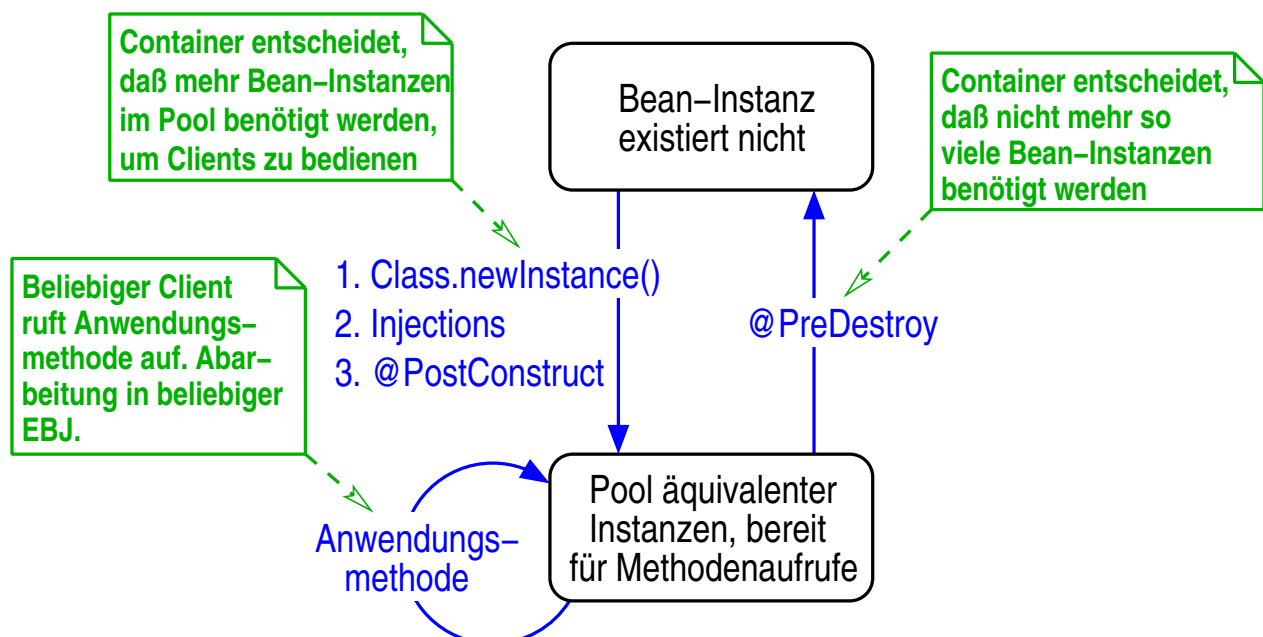 Container entscheidet,
daß mehr Bean–Instanzen
im Pool benötigt werden,
um Clients zu bedienen
Bean–Instanz
existiert nicht
Container entscheidet,
daß nicht mehr so
viele Bean–Instanzen
benötigt werden
Beliebiger Client
ruft Anwendungs–
methode auf. Abar–
beitung in beliebiger
EBJ.
1. Class.newInstance()
2. Injections
3. @PostConstruct
@PreDestroy
Anwendungs–
methode
Pool äquivalenter
Instanzen, bereit
für Methodenaufrufe